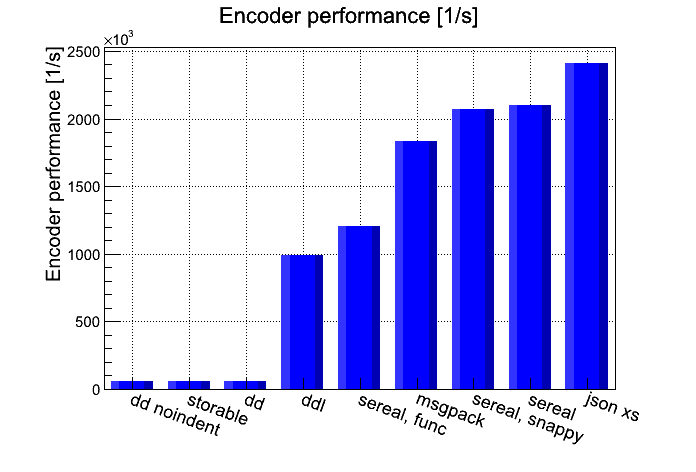 Encoder performance [1/s]
×10³
Encoder performance [1/s]
2500
2000
1500
1000
500
0
dd noindent
storable
dd
ddl
sereal, func
msgpack
sereal, snappy
sereal
json xs